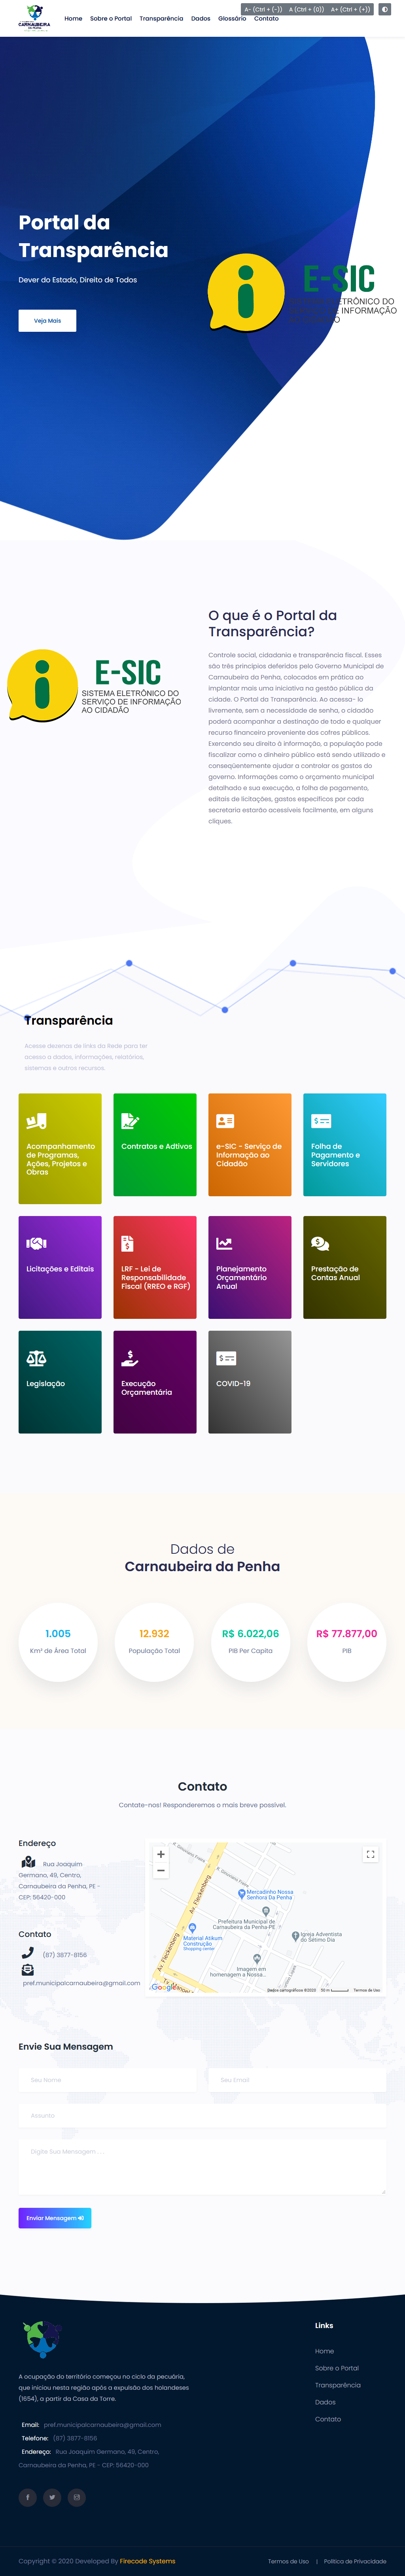 A- (Ctrl + (-)) A (Ctrl + (0)) A+ (Ctrl + (+))
CARNAUBEIRA
DA PENHA
Home Sobre o Portal Transparência Dados Glossário Contato
Portal da
Transparência
Dever do Estado, Direito de Todos
Veja Mais
E-SIC
ETRÔNICO DO
E INFORMAÇÃO
O que é o Portal da
Transparência?
Controle social, cidadania e transparência fiscal. Esses
são três princípios deferidos pelo Governo Municipal de
Carnaubeira da Penha, colocados em prática ao
implantar mais uma iniciativa na gestão pública da
cidade. O Portal da Transparência. Ao acessa- lo
livremente, sem a necessidade de senha, o cidadão
poderá acompanhar a destinação de todo e qualquer
recurso financeiro proveniente dos cofres públicos.
Exercendo seu direito à informação, a população pode
fiscalizar como o dinheiro público está sendo utilizado e
conseqüentemente ajudar a controlar os gastos do
governo. Informações como o orçamento municipal
detalhado e sua execução, a folha de pagamento,
editais de licitações, gastos específicos por cada
secretaria estarão acessíveis facilmente, em alguns
cliques.
E-SIC
SISTEMA ELETRÔNICO DO
SERVIÇO DE INFORMAÇÃO
AO CIDADÃO
Transparência
Acesse dezenas de links da Rede para ter
acesso a dados, informações, relatórios,
sistemas e outros recursos.
Acompanhamento
de Programas,
Ações, Projetos e
Obras
Contratos e Adtivos
e-SIC - Serviço de
Informação ao
Cidadão
Folha de
Pagamento e
Servidores
Licitações e Editais
LRF - Lei de
Responsabilidade
Fiscal (RREO e RGF)
Planejamento
Orçamentário
Anual
Prestação de
Contas Anual
Legislação
Execução
Orçamentária
COVID-19
Dados de
Carnaubeira da Penha
1.005
Km² de Área Total
12.932
População Total
R$ 6.022,06
PIB Per Capita
R$ 77.877,00
PIB
Contato
Contate-nos! Responderemos o mais breve possível.
Endereço
Rua Joaquim
Germano, 49, Centro,
Carnaubeira da Penha, PE -
CEP: 56420-000
Contato
(87) 3877-8156
pref.municipalcarnaubeira@gmail.com
Av. Fleckenberg
Av. Fleckenberg
Mercadinho Nossa
Senhora Da Penha
Prefeitura Municipal de
Carnaubeira da Penha-PE
Igreja Adventista
do Sétimo Dia
Material Atikum
Construção
Shopping center
Imagem em
homenagem a Nossa...
Google
Dados cartográficos ©2020 50 m Termos de Uso
Envie Sua Mensagem
Seu Nome
Seu Email
Assunto
Digite Sua Mensagem . . .
Enviar Mensagem
A ocupação do território começou no ciclo da pecuária,
que iniciou nesta região após a expulsão dos holandeses
(1654), a partir da Casa da Torre.
Email: pref.municipalcarnaubeira@gmail.com
Telefone: (87) 3877-8156
Endereço: Rua Joaquim Germano, 49, Centro,
Carnaubeira da Penha, PE - CEP: 56420-000
Links
Home
Sobre o Portal
Transparência
Dados
Contato
Copyright © 2020 Developed By Firecode Systems
Termos de Uso | Política de Privacidade